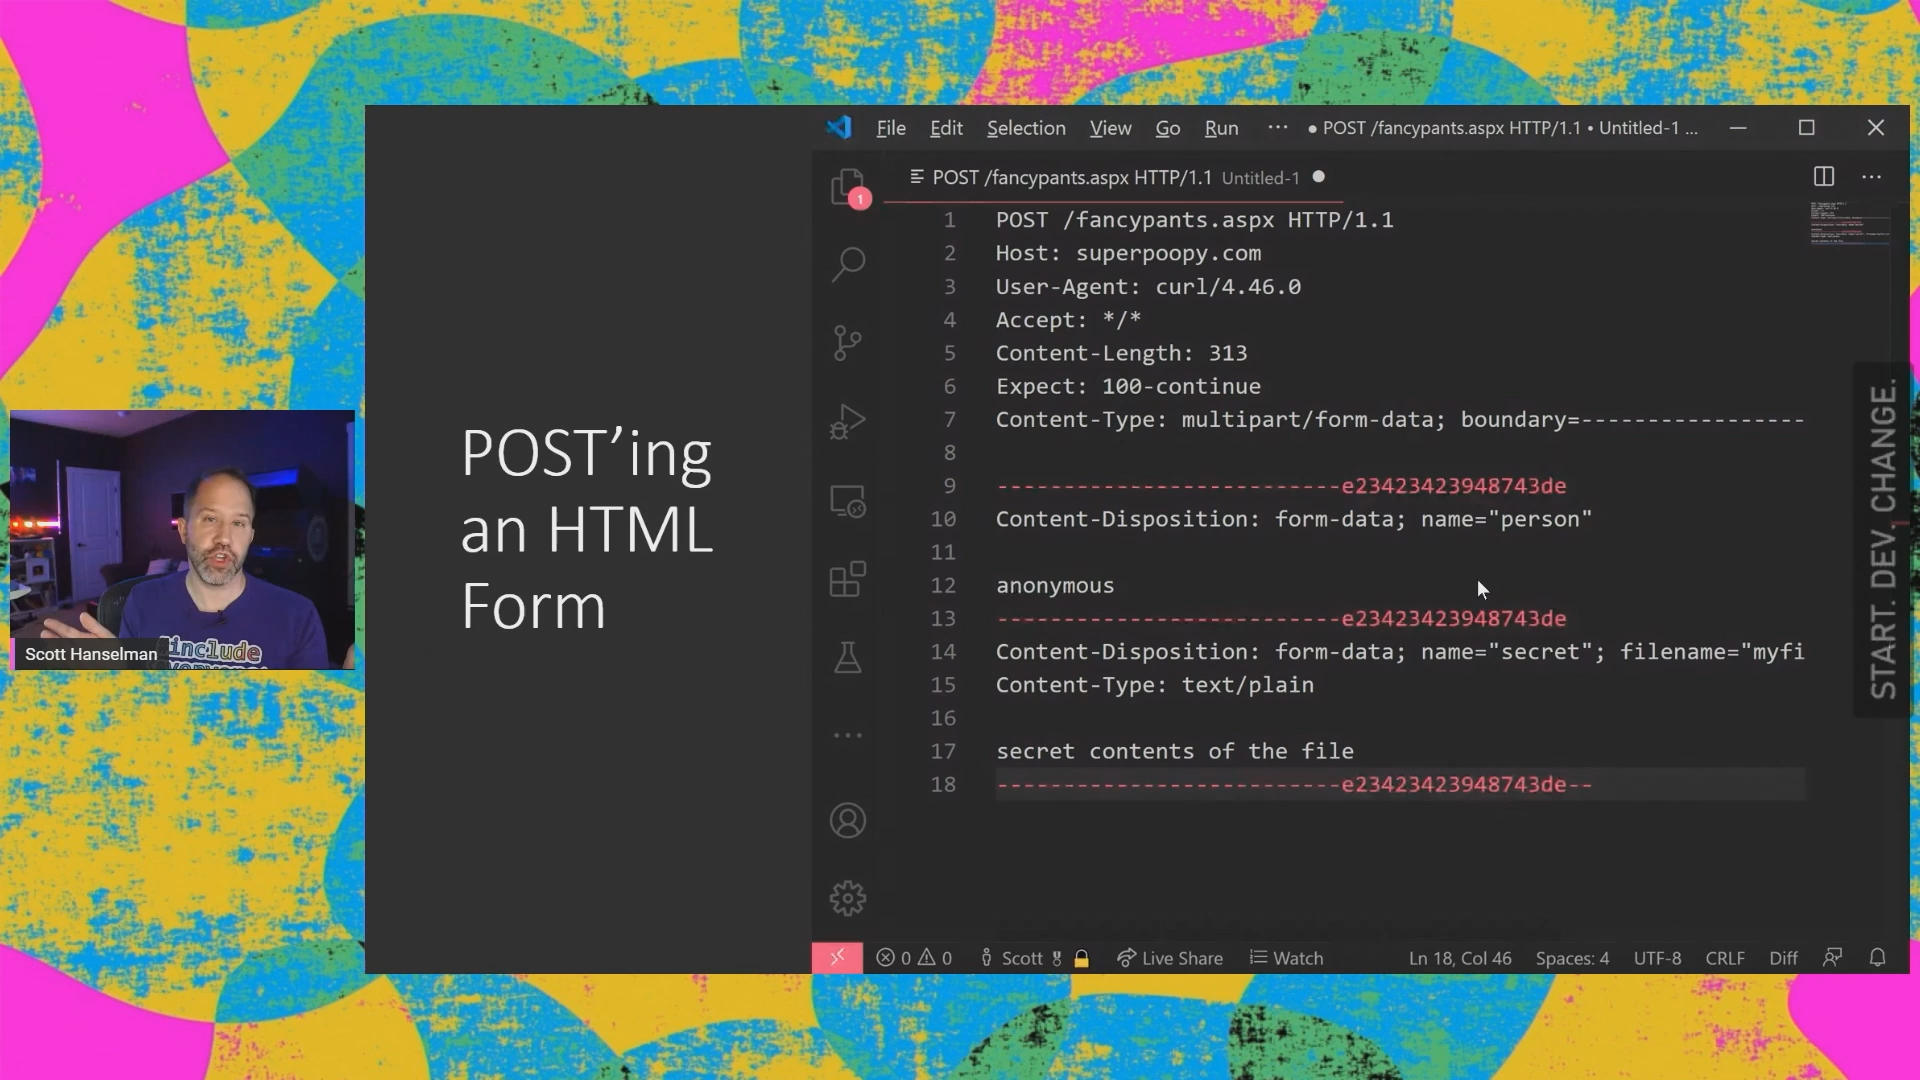 File Edit Selection View Go Run ··· ● POST /fancypants.aspx HTTP/1.1 • Untitled-1 ...
1
POST /fancypants.aspx HTTP/1.1 Untitled-1 ●
1 POST /fancypants.aspx HTTP/1.1
2 Host: superpoopy.com
3 User-Agent: curl/4.46.0
4 Accept: */*
5 Content-Length: 313
6 Expect: 100-continue
7 Content-Type: multipart/form-data; boundary=-----------------
8
9 --------------------------e23423423948743de
10 Content-Disposition: form-data; name="person"
11
12 anonymous
13 --------------------------e23423423948743de
14 Content-Disposition: form-data; name="secret"; filename="myfi
15 Content-Type: text/plain
16
17 secret contents of the file
18 --------------------------e23423423948743de--
0 0 Scott Live Share Watch Ln 18, Col 46 Spaces: 4 UTF-8 CRLF Diff
POST'ing
an HTML
Form
#include
Scott Hanselman
START. DEV_CHANGE.